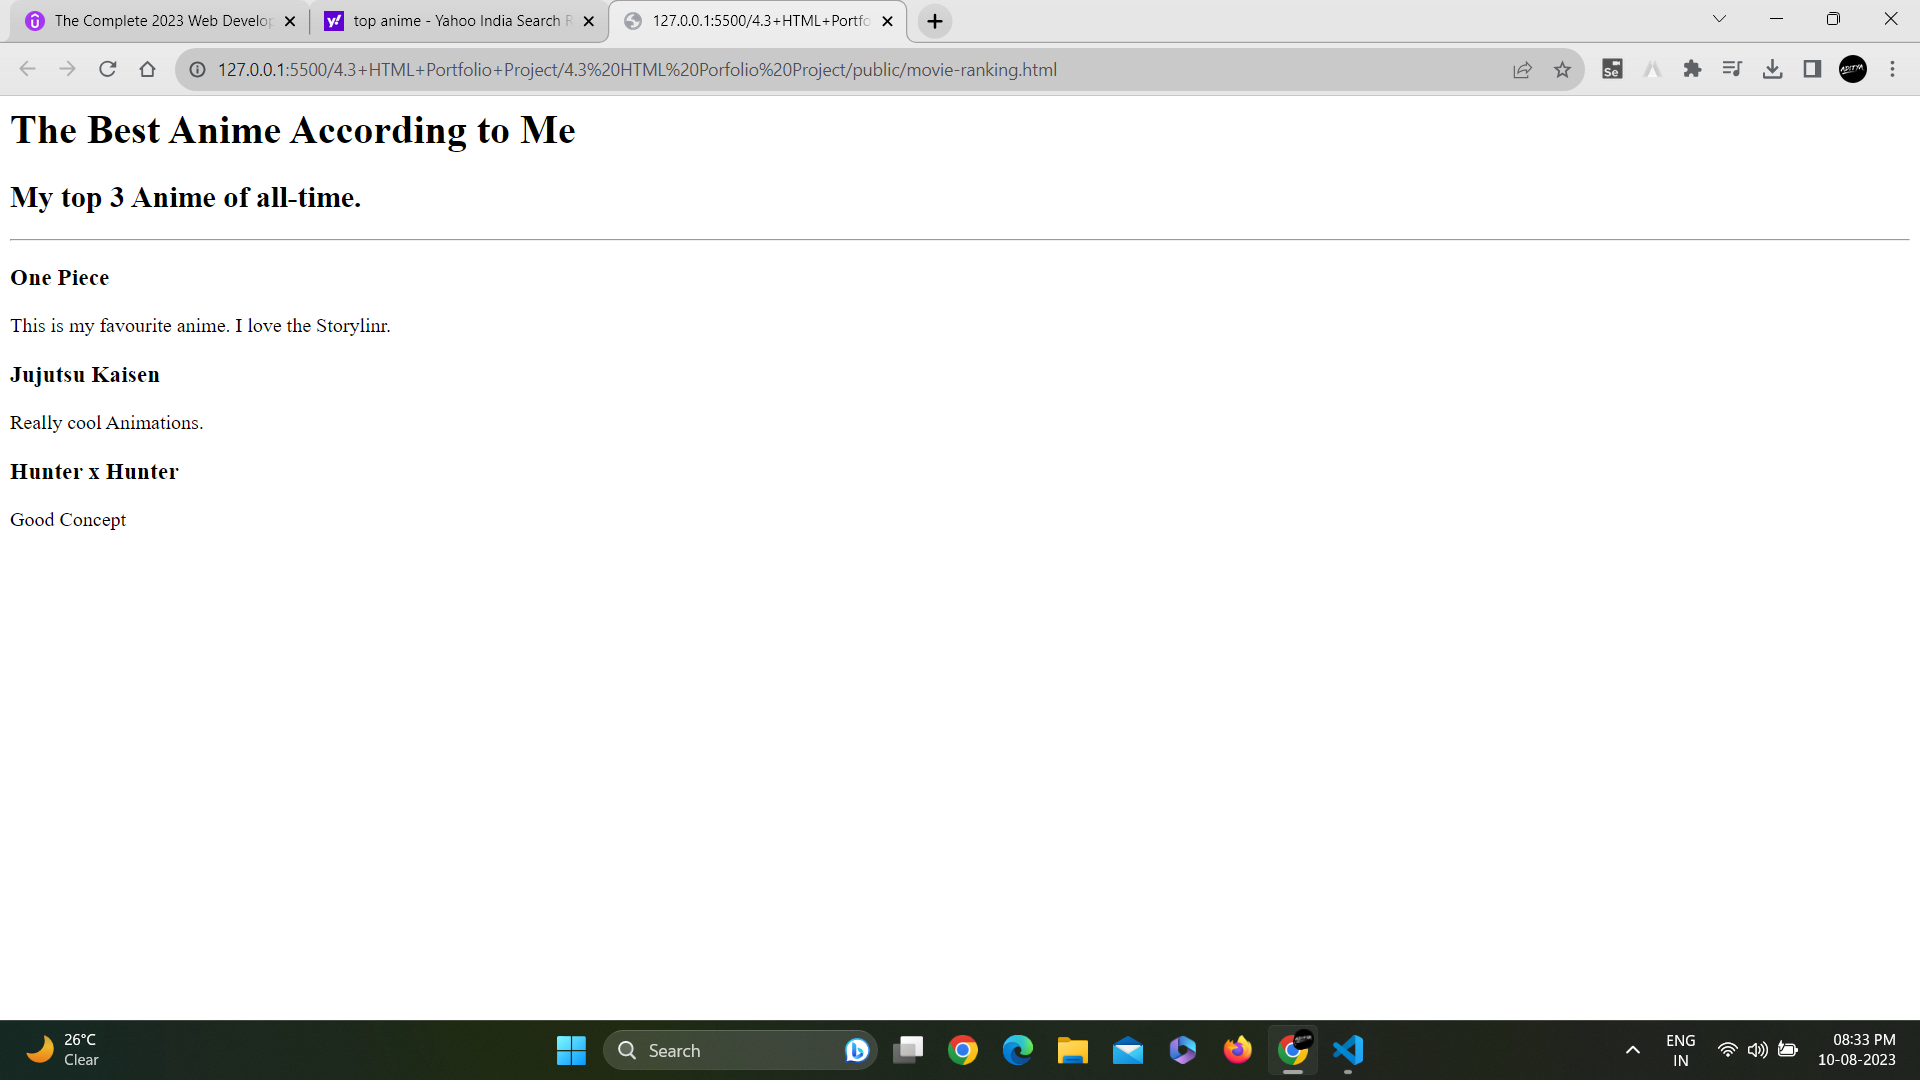 The Complete 2023 Web Develop
top anime - Yahoo India Search R
127.0.0.1:5500/4.3+HTML+Portfo
127.0.0.1:5500/4.3+HTML+Portfolio+Project/4.3%20HTML%20Porfolio%20Project/public/movie-ranking.html
Se
ADITYA
The Best Anime According to Me
My top 3 Anime of all-time.
One Piece
This is my favourite anime. I love the Storylinr.
Jujutsu Kaisen
Really cool Animations.
Hunter x Hunter
Good Concept
26°C
Clear
Search
ENG
IN
08:33 PM
10-08-2023